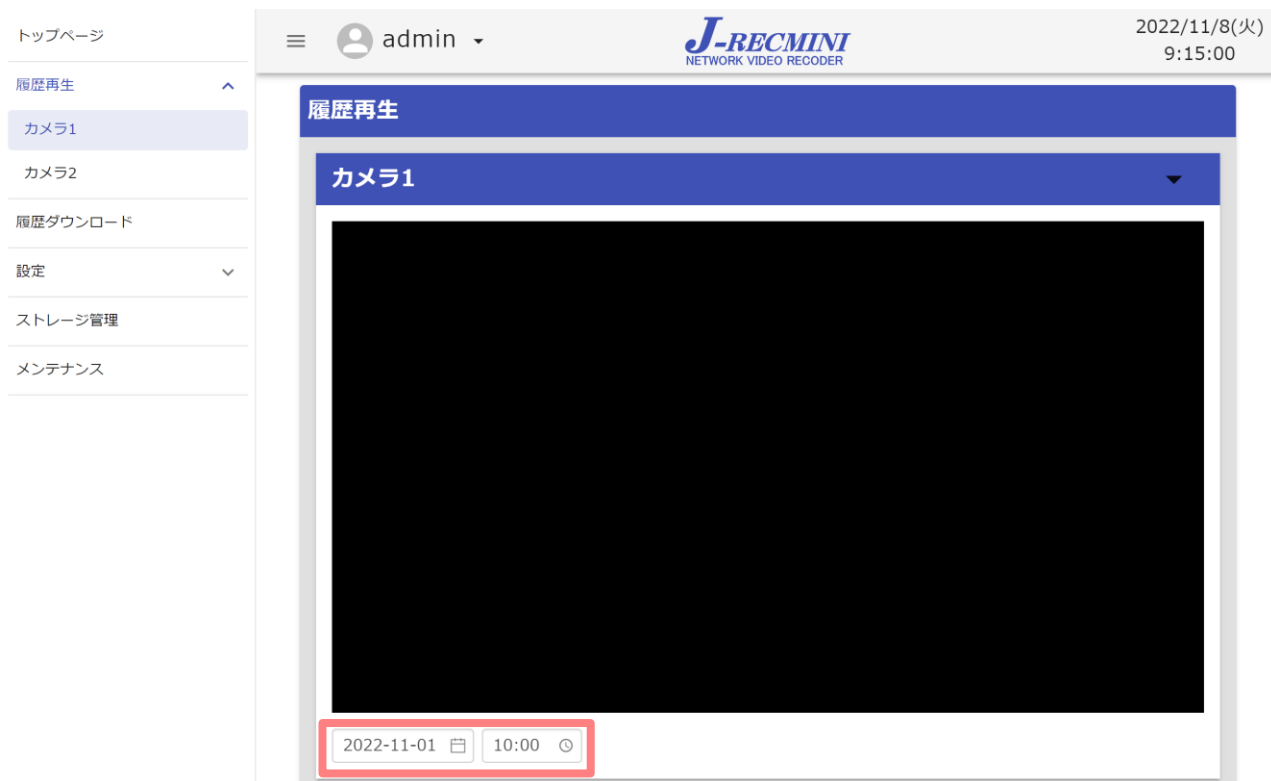 トップページ
履歴再生
カメラ1
カメラ2
履歴ダウンロード
設定
ストレージ管理
メンテナンス
admin
J-RECMINI
NETWORK VIDEO RECODER
2022/11/8(火)
9:15:00
履歴再生
カメラ1
2022-11-01
10:00